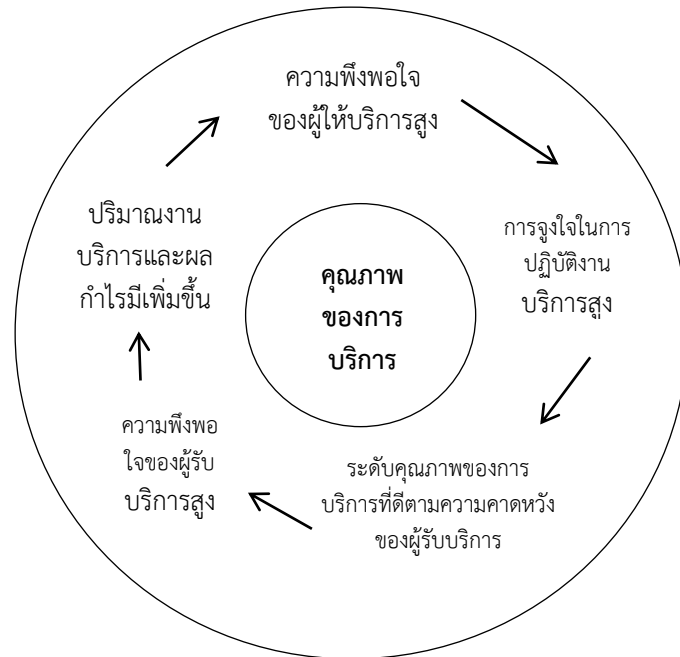 ความพึงพอใจ
ของผู้ให้บริการสูง
การจูงใจในการ
ปฏิบัติงาน
บริการสูง
ระดับคุณภาพของการ
บริการที่ดีตามความคาดหวัง
ของผู้รับบริการ
ความพึงพอ
ใจของผู้รับ
บริการสูง
ปริมาณงาน
บริการและผล
กำไรมีเพิ่มขึ้น
คุณภาพ
ของการ
บริการ